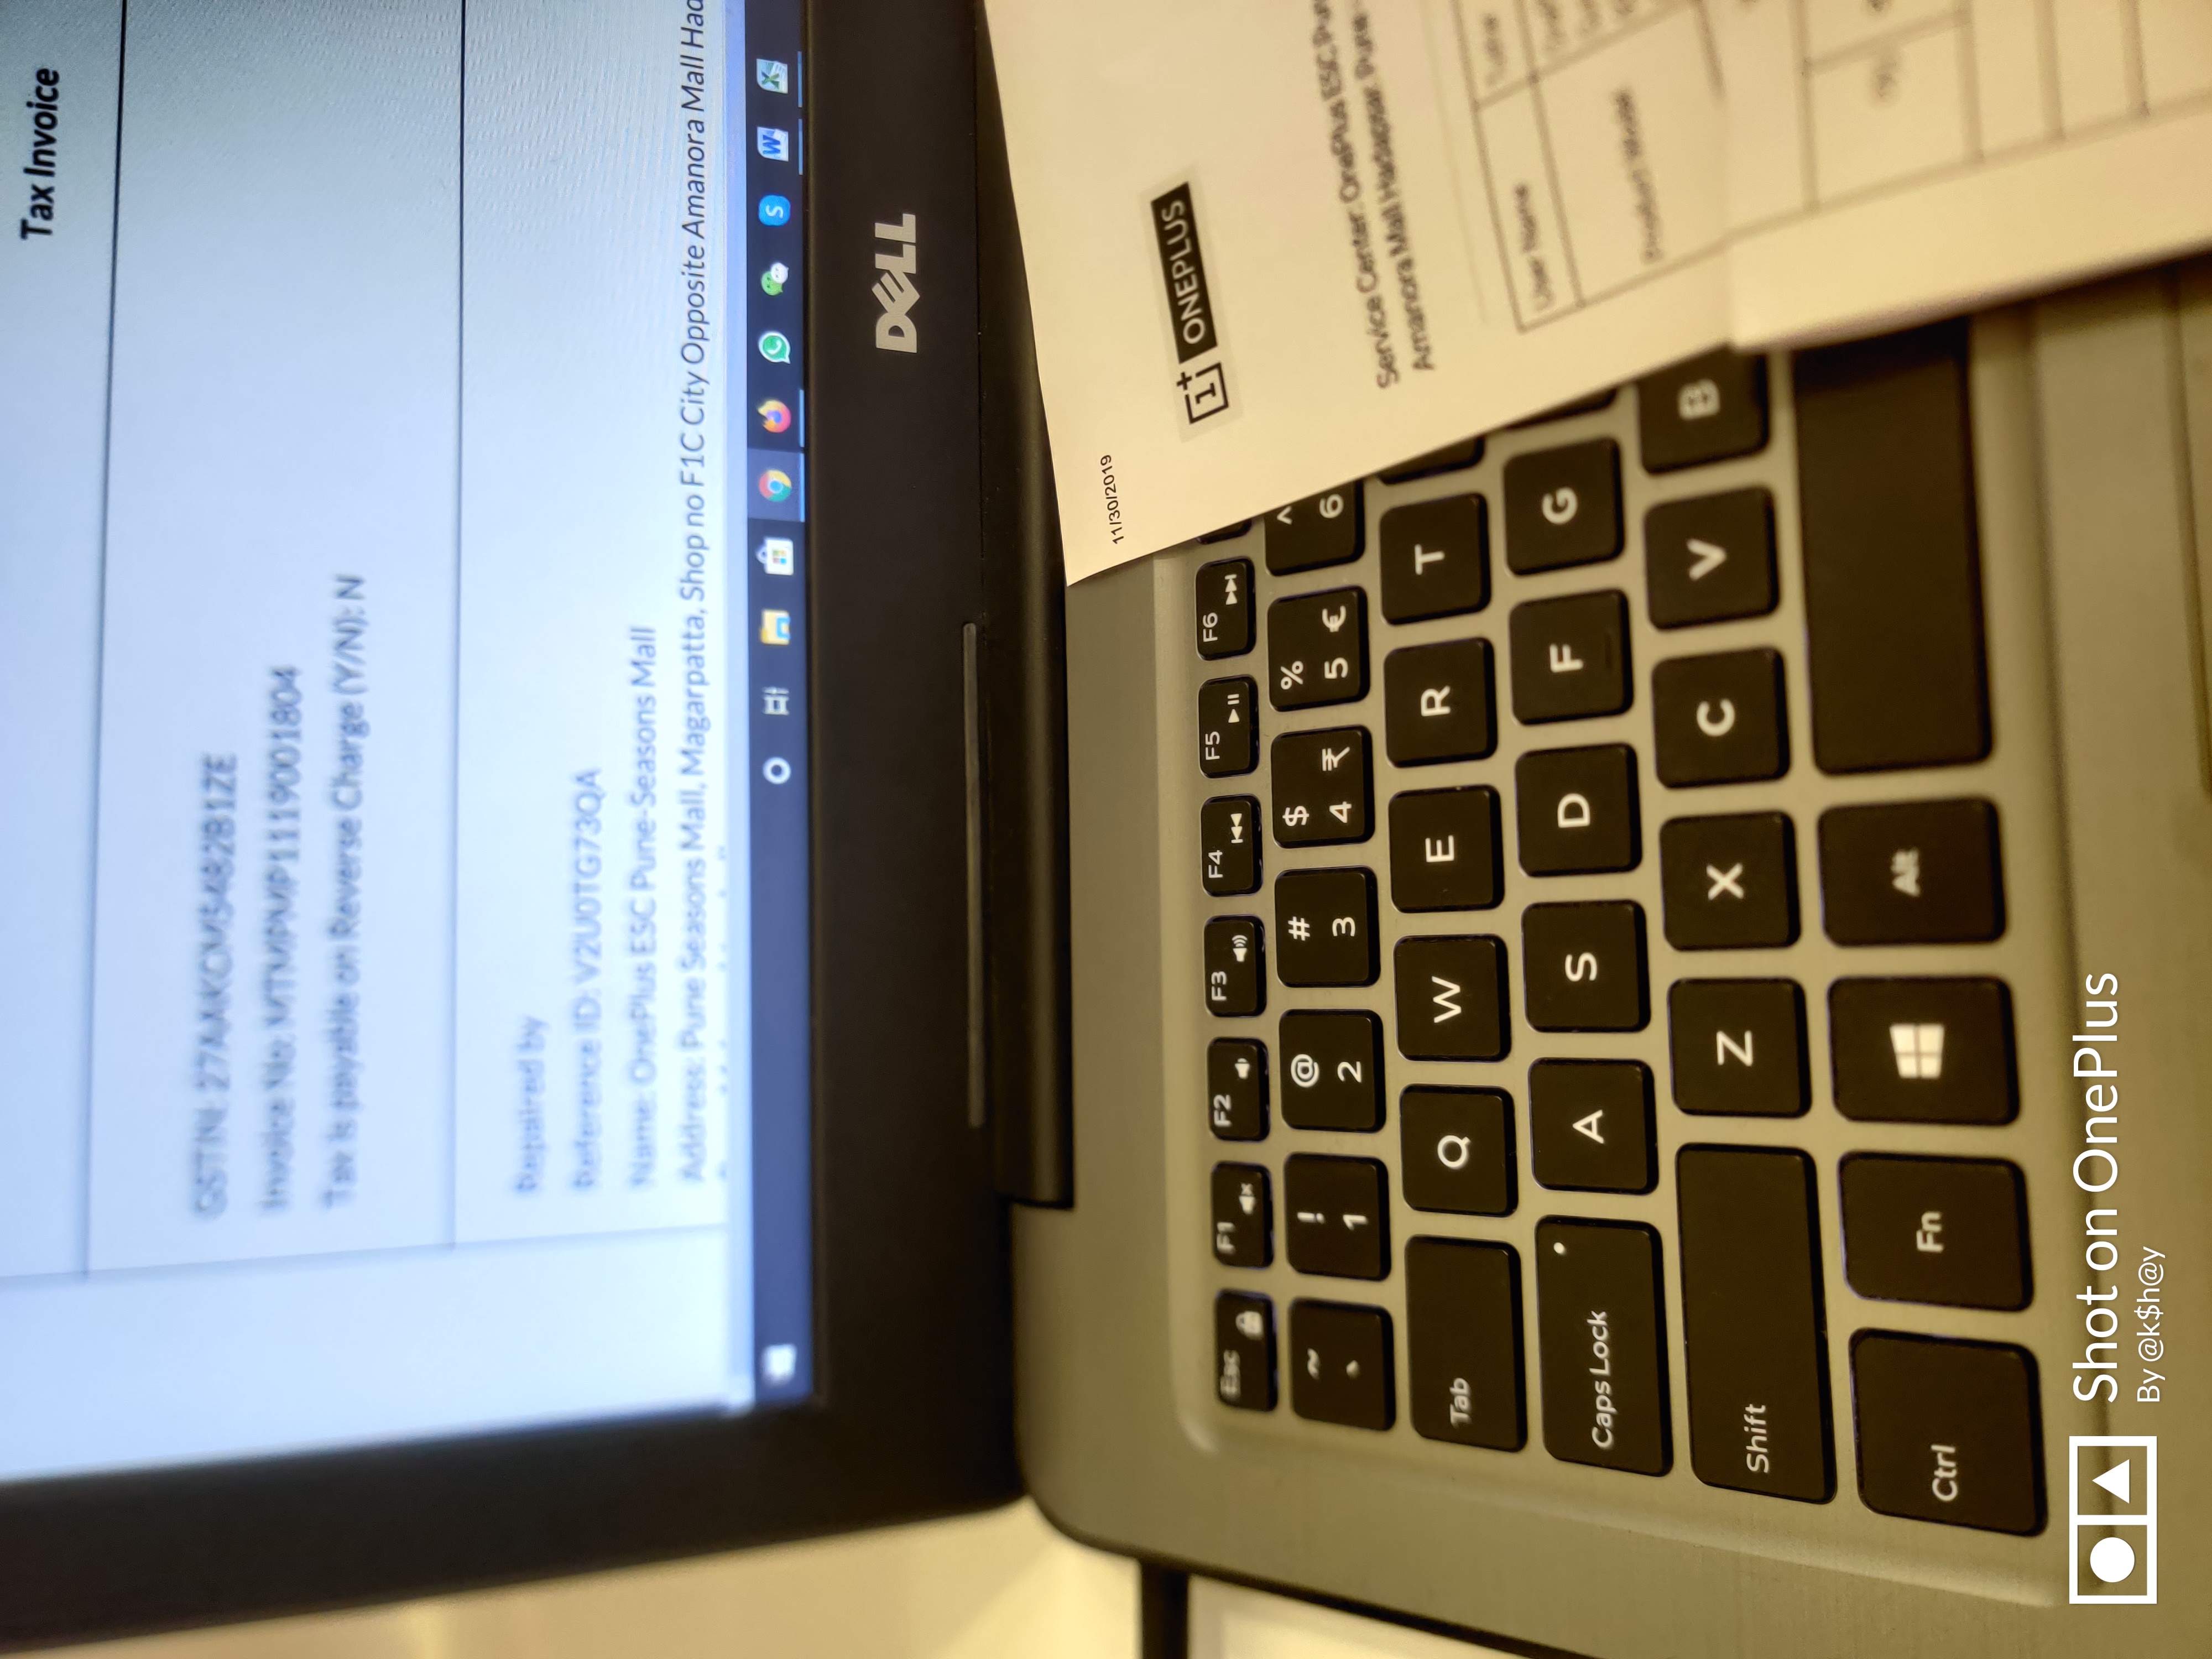 Tax Invoice
GSTIN: 27AAKCM5482B1ZE
Invoice No: MTMPMP1119001804
Tax is payable on Reverse Charge (Y/N): N
Repaired by
Reference ID: V2U0TG73QA
Name: OnePlus ESC Pune-Seasons Mall
Address: Pune Seasons Mall, Magarpatta, Shop no F1C City Opposite Amanora Mall Had
DELL
11/30/2019
ONEPLUS
Service Center: OnePlus ESC Pun
Amanora Mall Hadapsar, Pune -
User Name
Product Model
Esc F1 F2 F3 F4 F5 F6
~ ! @ # $ % ^
` 1 2 3 4 ₹ 5 € 6
Tab Q W E R T
Caps Lock A S D F G
Shift Z X C V B
Ctrl Fn Alt
Shot on OnePlus
By @k$h@y